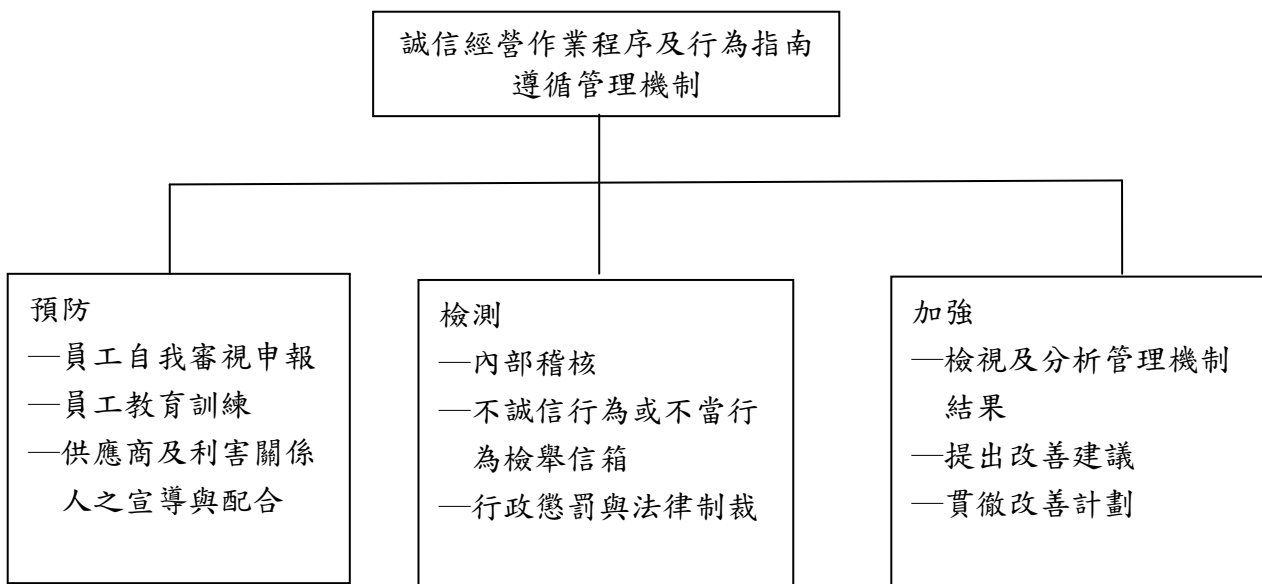 誠信經營作業程序及行為指南
遵循管理機制
預防
—員工自我審視申報
—員工教育訓練
—供應商及利害關係
人之宣導與配合
檢測
—內部稽核
—不誠信行為或不當行
為檢舉信箱
—行政懲罰與法律制裁
加強
—檢視及分析管理機制
結果
—提出改善建議
—貫徹改善計劃